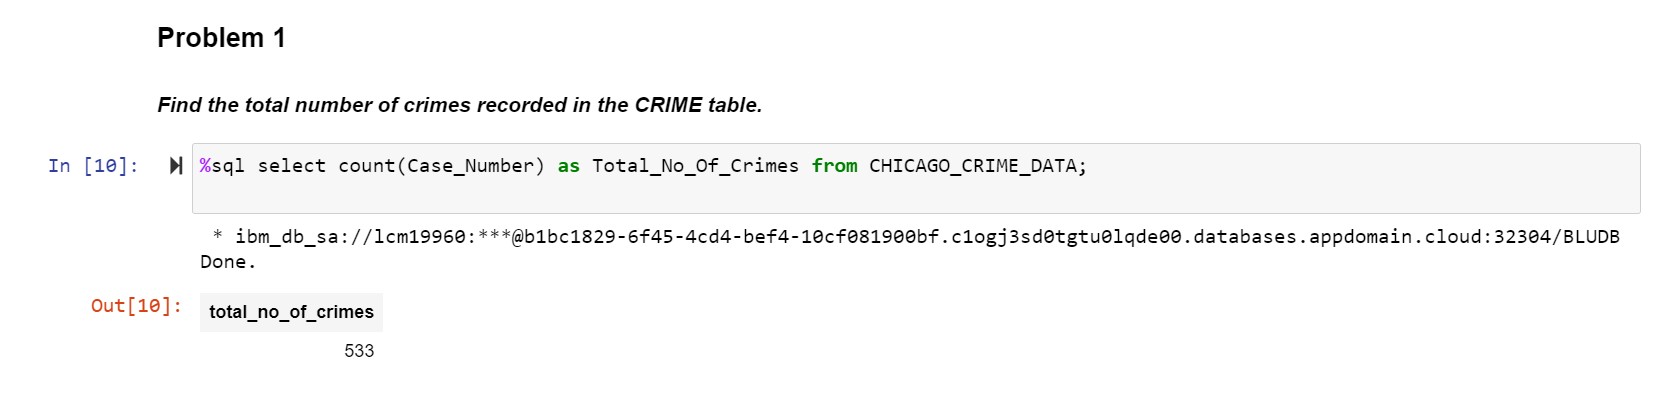 Problem 1
Find the total number of crimes recorded in the CRIME table.
In [10]: %sql select count(Case_Number) as Total_No_Of_Crimes from CHICAGO_CRIME_DATA;
* ibm_db_sa://lcm19960:***@b1bc1829-6f45-4cd4-bef4-10cf081900bf.c1ogj3sd0tgtu0lqde00.databases.appdomain.cloud:32304/BLUDB
Done.
Out[10]: total_no_of_crimes
533